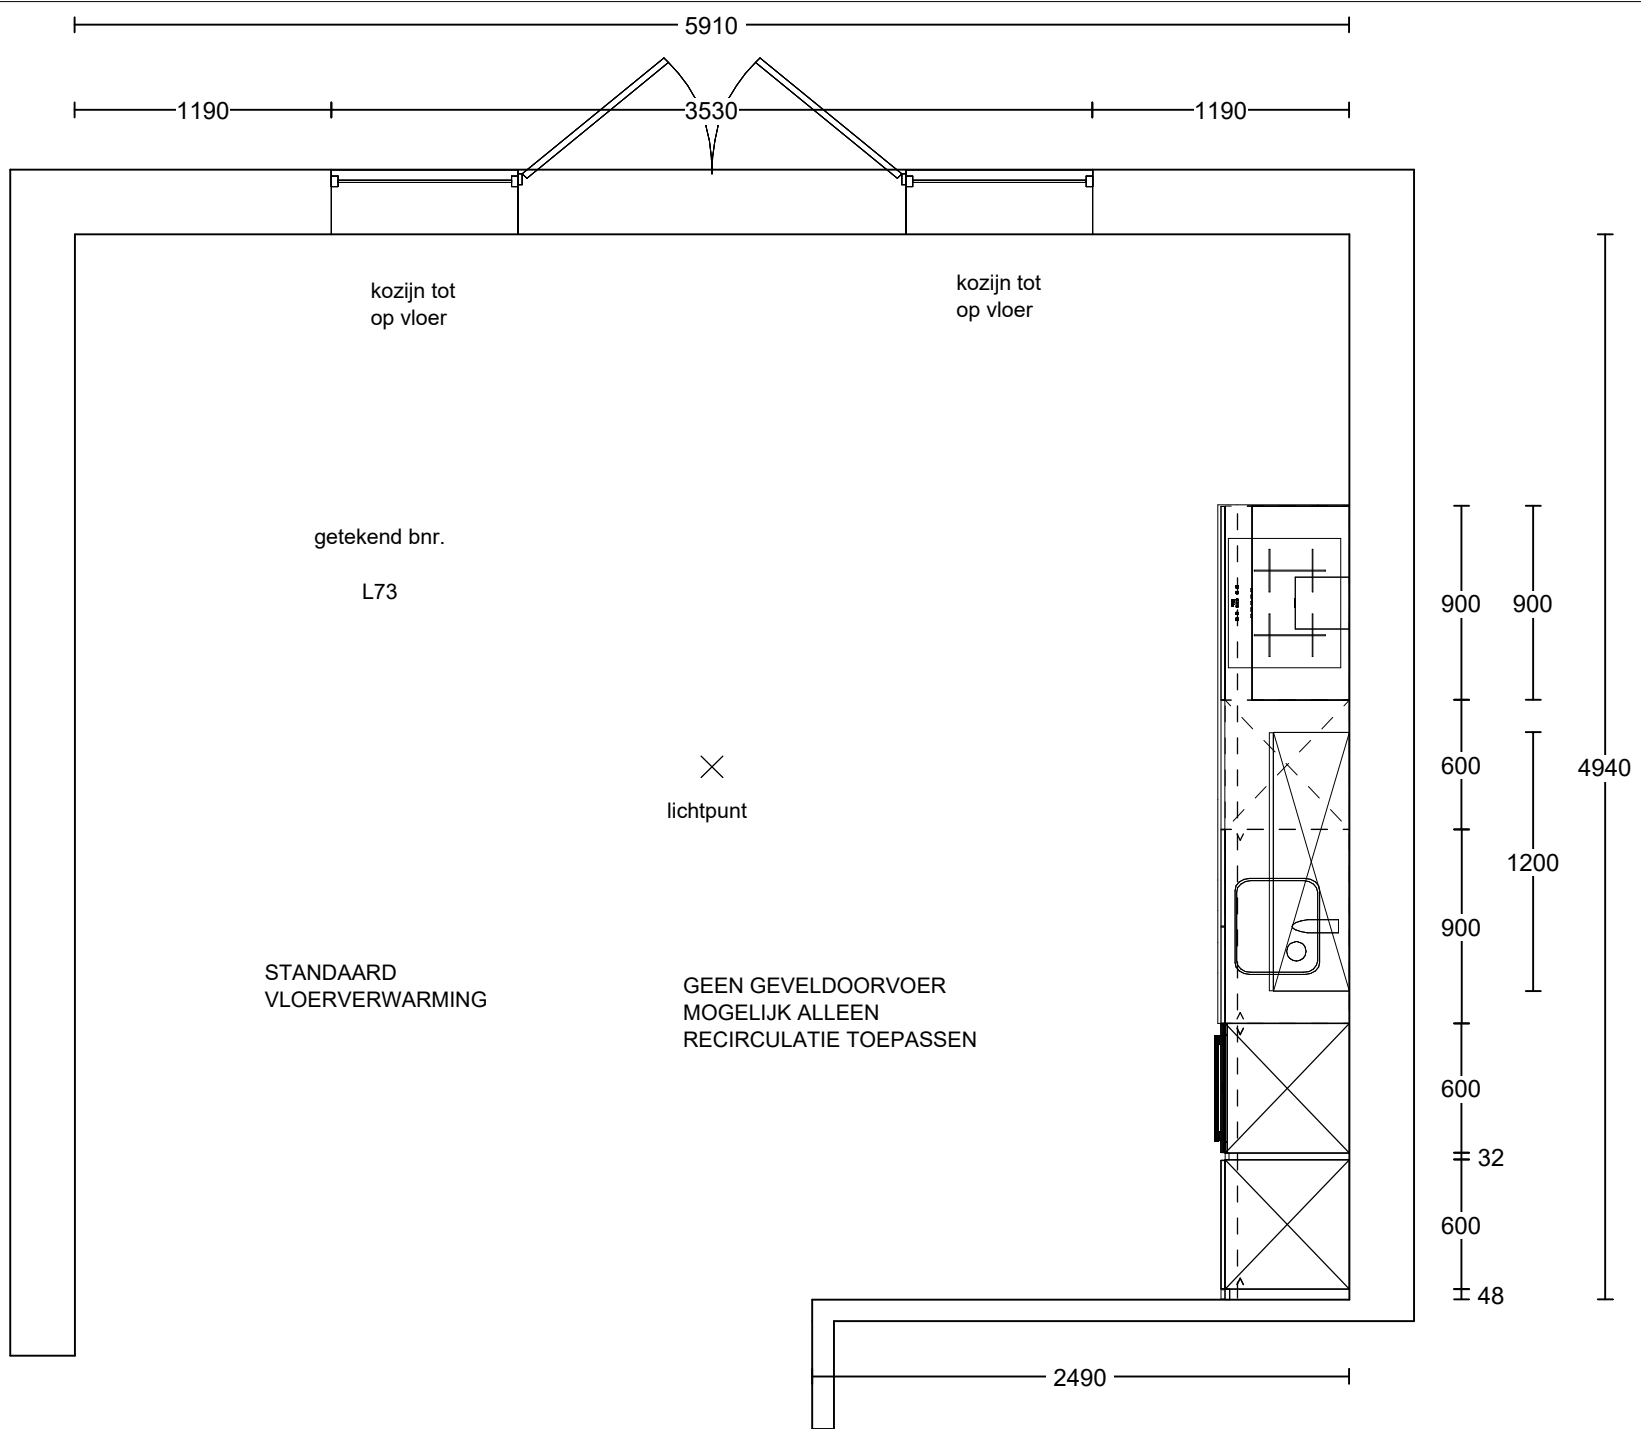 5910
1190
3530
1190
kozijn tot
op vloer
kozijn tot
op vloer
getekend bnr.
L73
900
900
600
4940
lichtpunt
1200
900
STANDAARD
VLOERVERWARMING
GEEN GEVELDOORVOER
MOGELIJK ALLEEN
RECIRCULATIE TOEPASSEN
600
32
600
48
2490